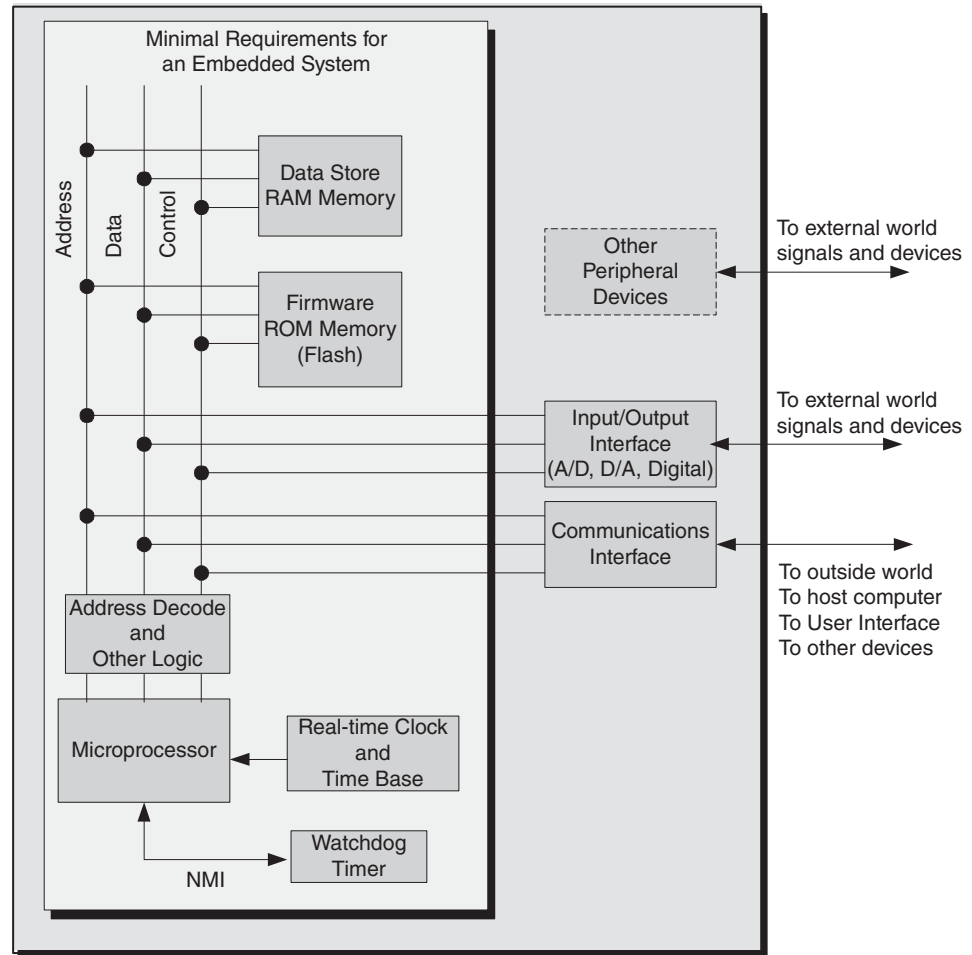 Minimal Requirements for
an Embedded System
Address
Data
Control
Data Store
RAM Memory
Firmware
ROM Memory
(Flash)
Other
Peripheral
Devices
To external world
signals and devices
Input/Output
Interface
(A/D, D/A, Digital)
To external world
signals and devices
Communications
Interface
To outside world
To host computer
To User Interface
To other devices
Address Decode
and
Other Logic
Microprocessor
Real-time Clock
and
Time Base
Watchdog
Timer
NMI